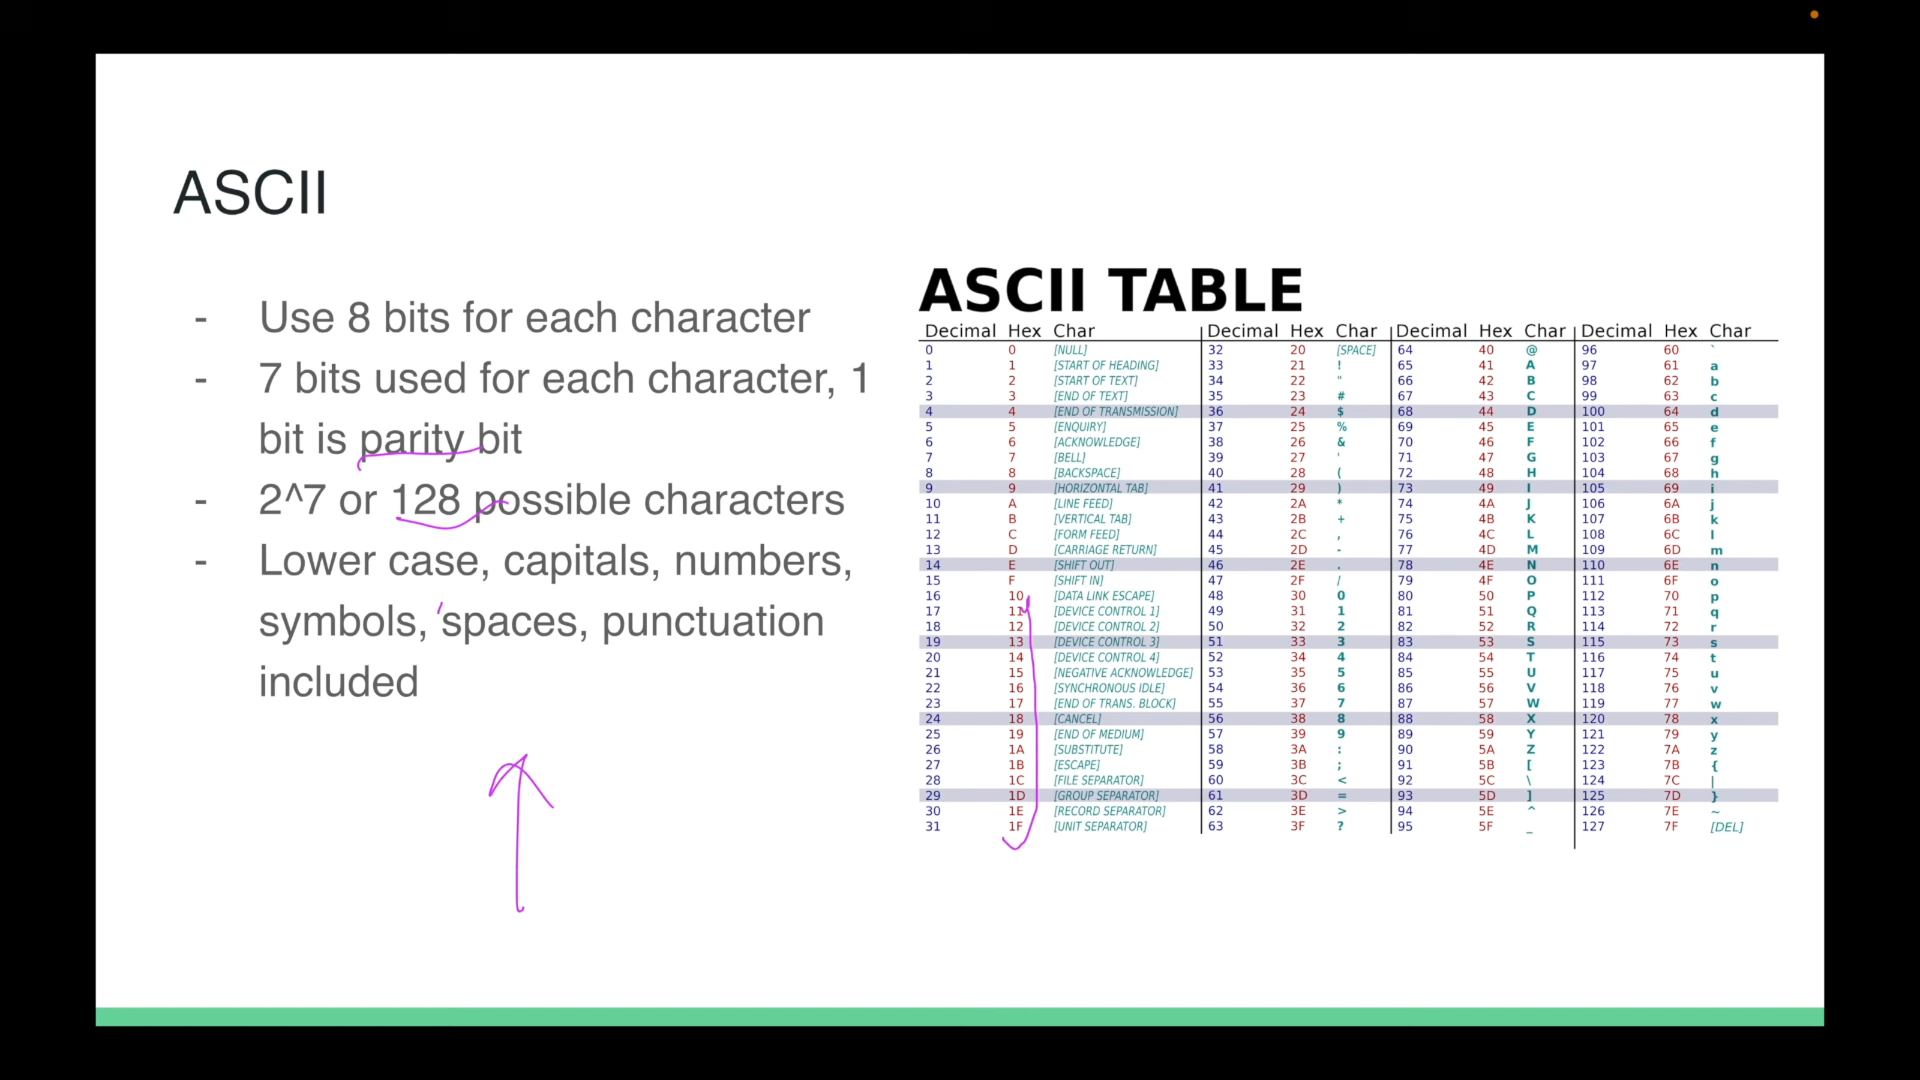 ASCII
- Use 8 bits for each character
- 7 bits used for each character, 1
bit is parity bit
- 2^7 or 128 possible characters
- Lower case, capitals, numbers,
symbols, spaces, punctuation
included
ASCII TABLE
Decimal Hex Char Decimal Hex Char Decimal Hex Char Decimal Hex Char
0 0 [NULL] 32 20 [SPACE] 64 40 @ 96 60 `
1 1 [START OF HEADING] 33 21 ! 65 41 A 97 61 a
2 2 [START OF TEXT] 34 22 " 66 42 B 98 62 b
3 3 [END OF TEXT] 35 23 # 67 43 C 99 63 c
4 4 [END OF TRANSMISSION] 36 24 $ 68 44 D 100 64 d
5 5 [ENQUIRY] 37 25 % 69 45 E 101 65 e
6 6 [ACKNOWLEDGE] 38 26 & 70 46 F 102 66 f
7 7 [BELL] 39 27 ' 71 47 G 103 67 g
8 8 [BACKSPACE] 40 28 ( 72 48 H 104 68 h
9 9 [HORIZONTAL TAB] 41 29 ) 73 49 I 105 69 i
10 A [LINE FEED] 42 2A * 74 4A J 106 6A j
11 B [VERTICAL TAB] 43 2B + 75 4B K 107 6B k
12 C [FORM FEED] 44 2C , 76 4C L 108 6C l
13 D [CARRIAGE RETURN] 45 2D - 77 4D M 109 6D m
14 E [SHIFT OUT] 46 2E . 78 4E N 110 6E n
15 F [SHIFT IN] 47 2F / 79 4F O 111 6F o
16 10 [DATA LINK ESCAPE] 48 30 0 80 50 P 112 70 p
17 11 [DEVICE CONTROL 1] 49 31 1 81 51 Q 113 71 q
18 12 [DEVICE CONTROL 2] 50 32 2 82 52 R 114 72 r
19 13 [DEVICE CONTROL 3] 51 33 3 83 53 S 115 73 s
20 14 [DEVICE CONTROL 4] 52 34 4 84 54 T 116 74 t
21 15 [NEGATIVE ACKNOWLEDGE] 53 35 5 85 55 U 117 75 u
22 16 [SYNCHRONOUS IDLE] 54 36 6 86 56 V 118 76 v
23 17 [END OF TRANS. BLOCK] 55 37 7 87 57 W 119 77 w
24 18 [CANCEL] 56 38 8 88 58 X 120 78 x
25 19 [END OF MEDIUM] 57 39 9 89 59 Y 121 79 y
26 1A [SUBSTITUTE] 58 3A : 90 5A Z 122 7A z
27 1B [ESCAPE] 59 3B ; 91 5B [ 123 7B {
28 1C [FILE SEPARATOR] 60 3C < 92 5C \ 124 7C |
29 1D [GROUP SEPARATOR] 61 3D = 93 5D ] 125 7D }
30 1E [RECORD SEPARATOR] 62 3E > 94 5E ^ 126 7E ~
31 1F [UNIT SEPARATOR] 63 3F ? 95 5F _ 127 7F [DEL]